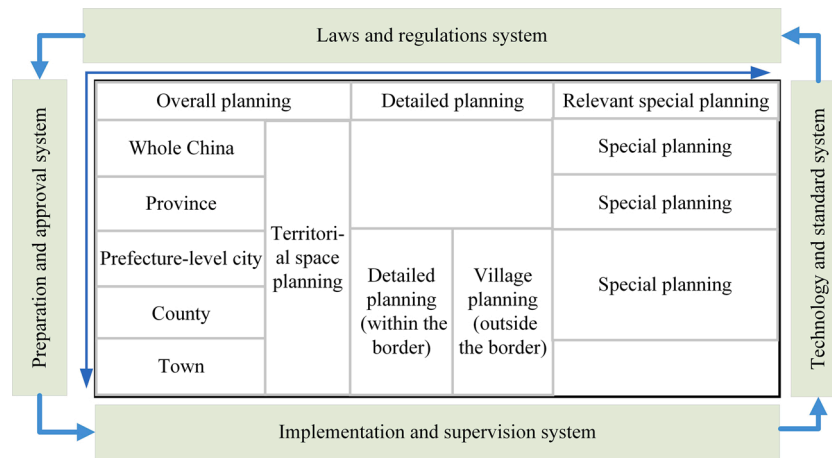 Laws and regulations system
Preparation and approval system
Overall planning
Detailed planning
Relevant special planning
Whole China
Province
Prefecture-level city
County
Town
Territori-
al space
planning
Detailed
planning
(within the
border)
Village
planning
(outside
the border)
Special planning
Special planning
Special planning
Technology and standard system
Implementation and supervision system